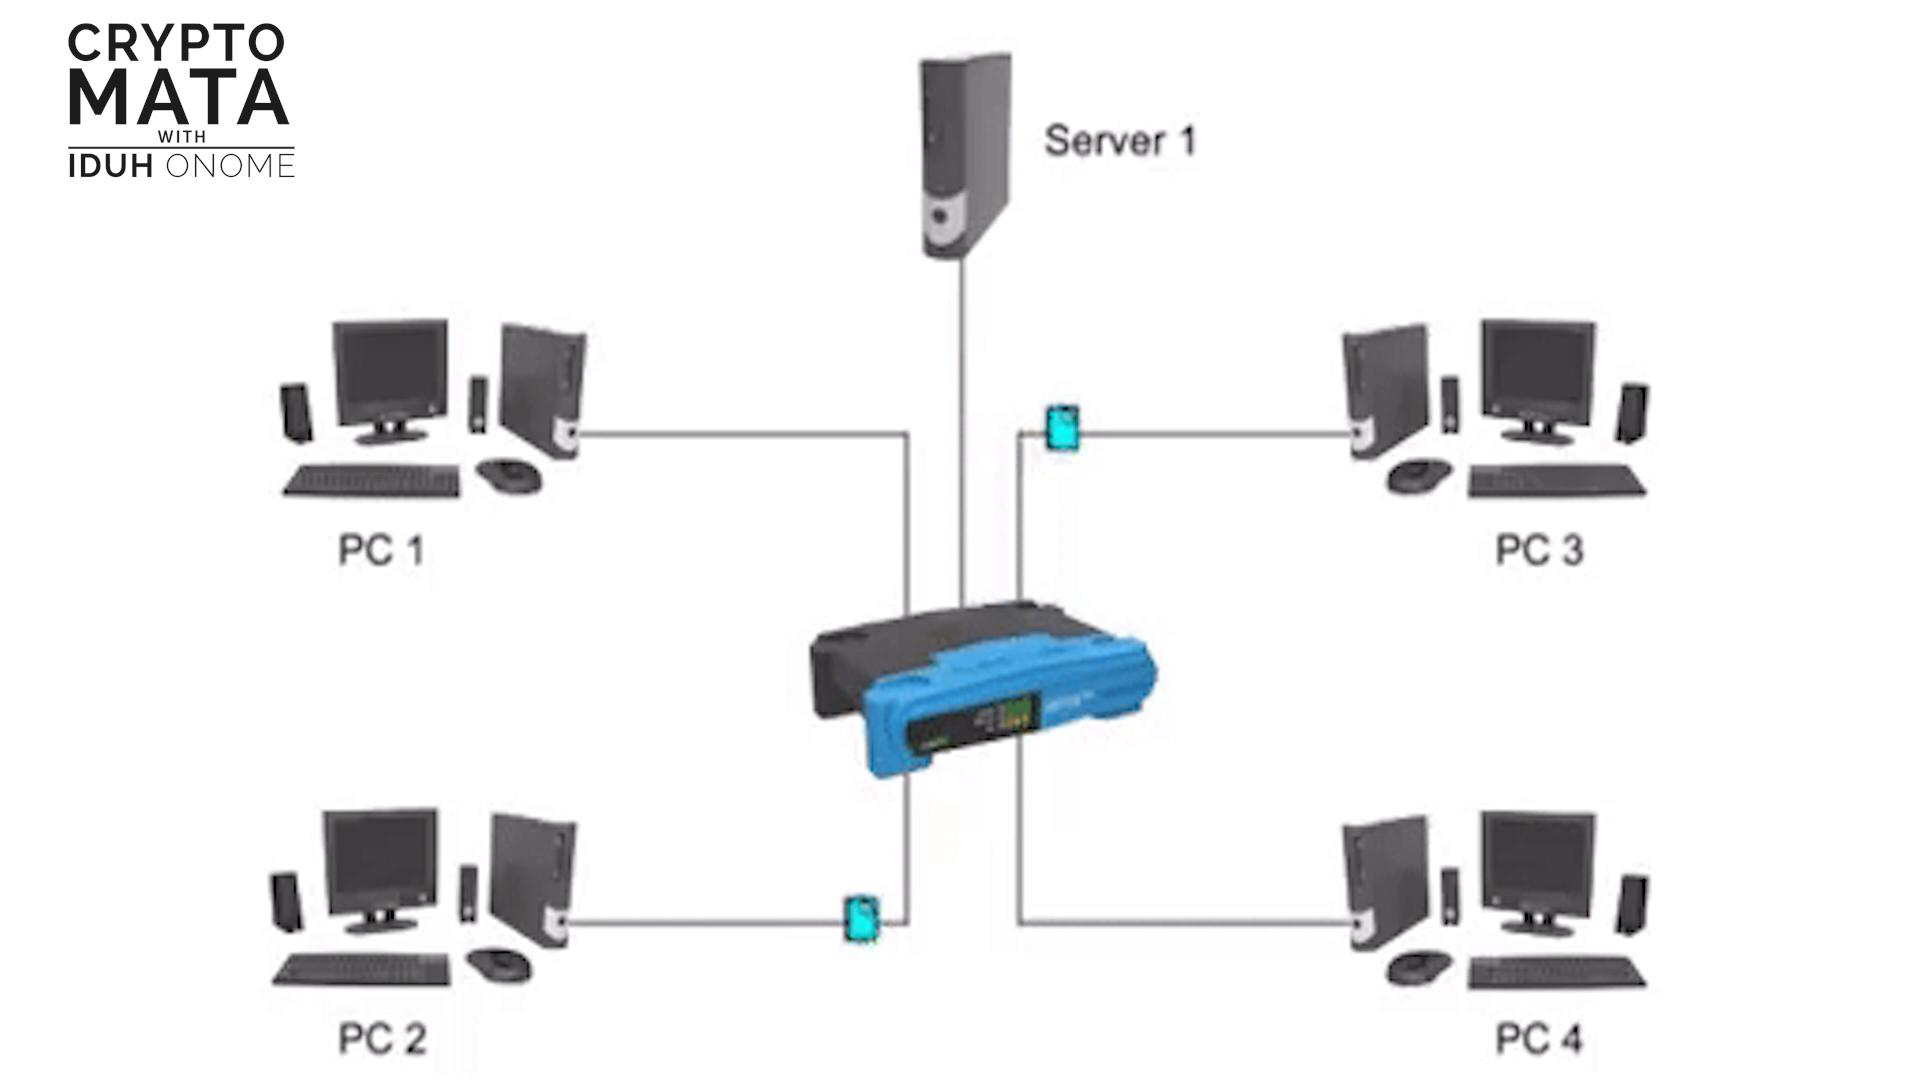 CRYPTO
MATA
WITH
IDUH ONOME
Server 1
PC 1
PC 3
PC 2
PC 4